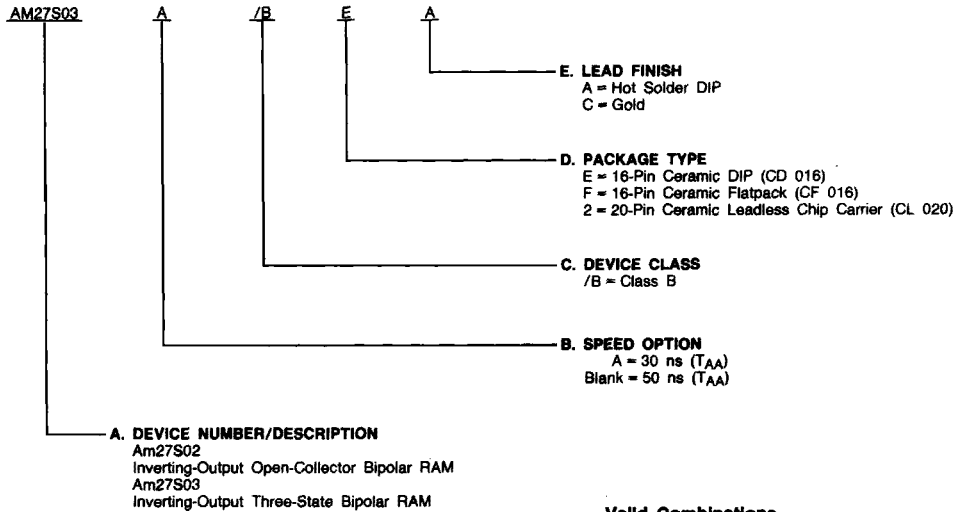 AM27S03 A /B E A
E. LEAD FINISH
A = Hot Solder DIP
C = Gold
D. PACKAGE TYPE
E = 16-Pin Ceramic DIP (CD 016)
F = 16-Pin Ceramic Flatpack (CF 016)
2 = 20-Pin Ceramic Leadless Chip Carrier (CL 020)
C. DEVICE CLASS
/B = Class B
B. SPEED OPTION
A = 30 ns (TAA)
Blank = 50 ns (TAA)
A. DEVICE NUMBER/DESCRIPTION
Am27S02
Inverting-Output Open-Collector Bipolar RAM
Am27S03
Inverting-Output Three-State Bipolar RAM
Valid Combinations